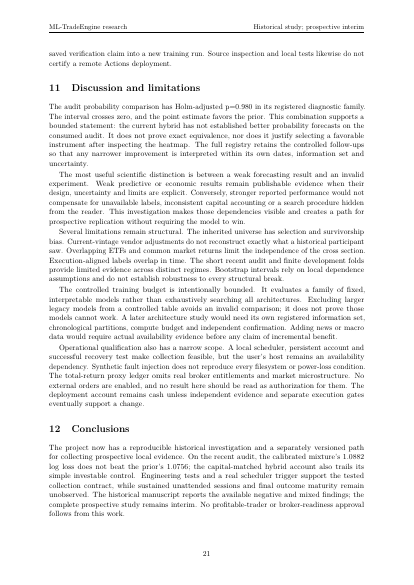 ML-TradeEngine research
Historical study: prospective interim
saved verification claim into a new training run. Source inspection and local tests likewise do not
certify a remote Actions deployment.
11 Discussion and limitations
The audit probability comparison has Holm-adjusted p=0.980 in its registered diagnostic family.
The interval crosses zero, and the point estimate favors the prior. This combination supports a
bounded statement: the current hybrid has not established better probability forecasts on the
consumed audit. It does not prove exact equivalence, nor does it justify selecting a favorable
instrument after inspecting the heatmap. The full registry retains the controlled follow-ups
so that any narrower improvement is interpreted within its own dates, information set and
uncertainty.
The most useful scientific distinction is between a weak forecasting result and an invalid
experiment. Weak predictive or economic results remain publishable evidence when their
design, uncertainty and limits are explicit. Conversely, stronger reported performance would not
compensate for unavailable labels, inconsistent capital accounting or a search procedure hidden
from the reader. This investigation makes those dependencies visible and creates a path for
prospective replication without requiring the model to win.
Several limitations remain structural. The inherited universe has selection and survivorship
bias. Current-vintage vendor adjustments do not reconstruct exactly what a historical participant
saw. Overlapping ETFs and common market returns limit the independence of the cross section.
Execution-aligned labels overlap in time. The short recent audit and finite development folds
provide limited evidence across distinct regimes. Bootstrap intervals rely on local dependence
assumptions and do not establish robustness to every structural break.
The controlled training budget is intentionally bounded. It evaluates a family of fixed,
interpretable models rather than exhaustively searching all architectures. Excluding larger
legacy models from a controlled table avoids an invalid comparison; it does not prove those
models cannot work. A later architecture study would need its own registered information set,
chronological partitions, compute budget and independent confirmation. Adding news or macro
data would require actual availability evidence before any claim of incremental benefit.
Operational qualification also has a narrow scope. A local scheduler, persistent account and
successful recovery test make collection feasible, but the user's host remains an availability
dependency. Synthetic fault injection does not reproduce every filesystem or power-loss condition.
The total-return proxy ledger omits real broker entitlements and market microstructure. No
external orders are enabled, and no result here should be read as authorization for them. The
deployment account remains cash unless independent evidence and separate execution gates
eventually support a change.
12 Conclusions
The project now has a reproducible historical investigation and a separately versioned path
for collecting prospective local evidence. On the recent audit, the calibrated mixture's 1.0882
log loss does not beat the prior's 1.0756; the capital-matched hybrid account also trails its
simple investable control. Engineering tests and a real scheduler trigger support the tested
collection contract, while sustained unattended sessions and final outcome maturity remain
unobserved. The historical manuscript reports the available negative and mixed findings; the
complete prospective study remains interim. No profitable-trader or broker-readiness approval
follows from this work.
21